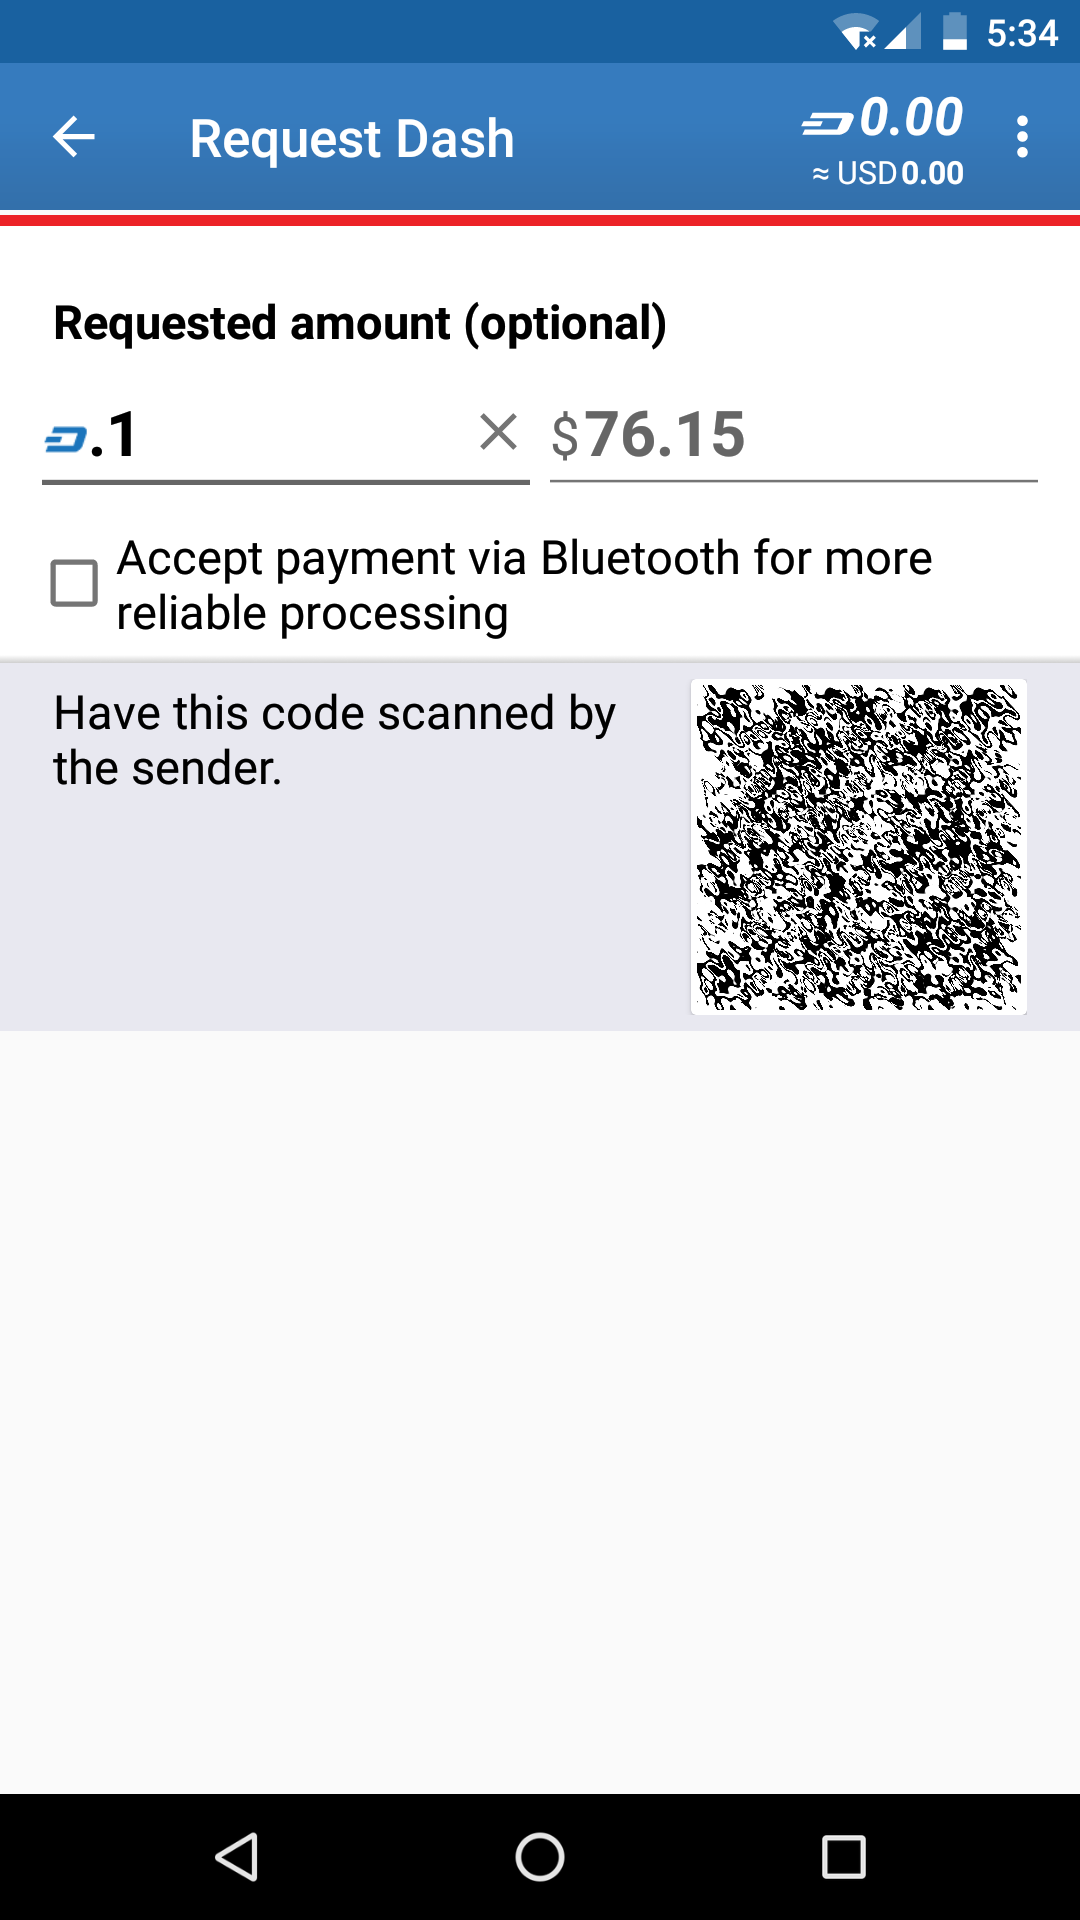 5:34
Request Dash
0.00
≈ USD 0.00
Requested amount (optional)
.1
$ 76.15
Accept payment via Bluetooth for more
reliable processing
Have this code scanned by
the sender.